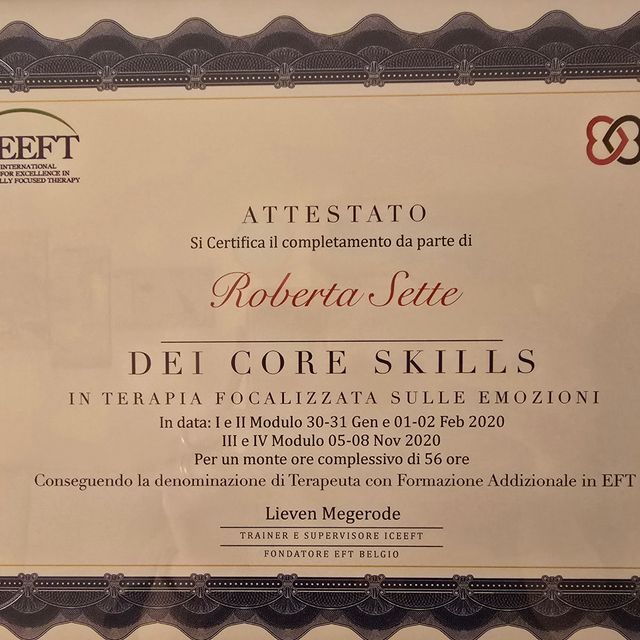 EEFT
INTERNATIONAL
FOR EXCELLENCE IN
LLY FOCUSED THERAPY
ATTESTATO
Si Certifica il completamento da parte di
Roberta Sette
DEI CORE SKILLS
IN TERAPIA FOCALIZZATA SULLE EMOZIONI
In data: I e II Modulo 30-31 Gen e 01-02 Feb 2020
III e IV Modulo 05-08 Nov 2020
Per un monte ore complessivo di 56 ore
Conseguendo la denominazione di Terapeuta con Formazione Addizionale in EFT
Lieven Megerode
TRAINER E SUPERVISORE ICEEFT
FONDATORE EFT BELGIO